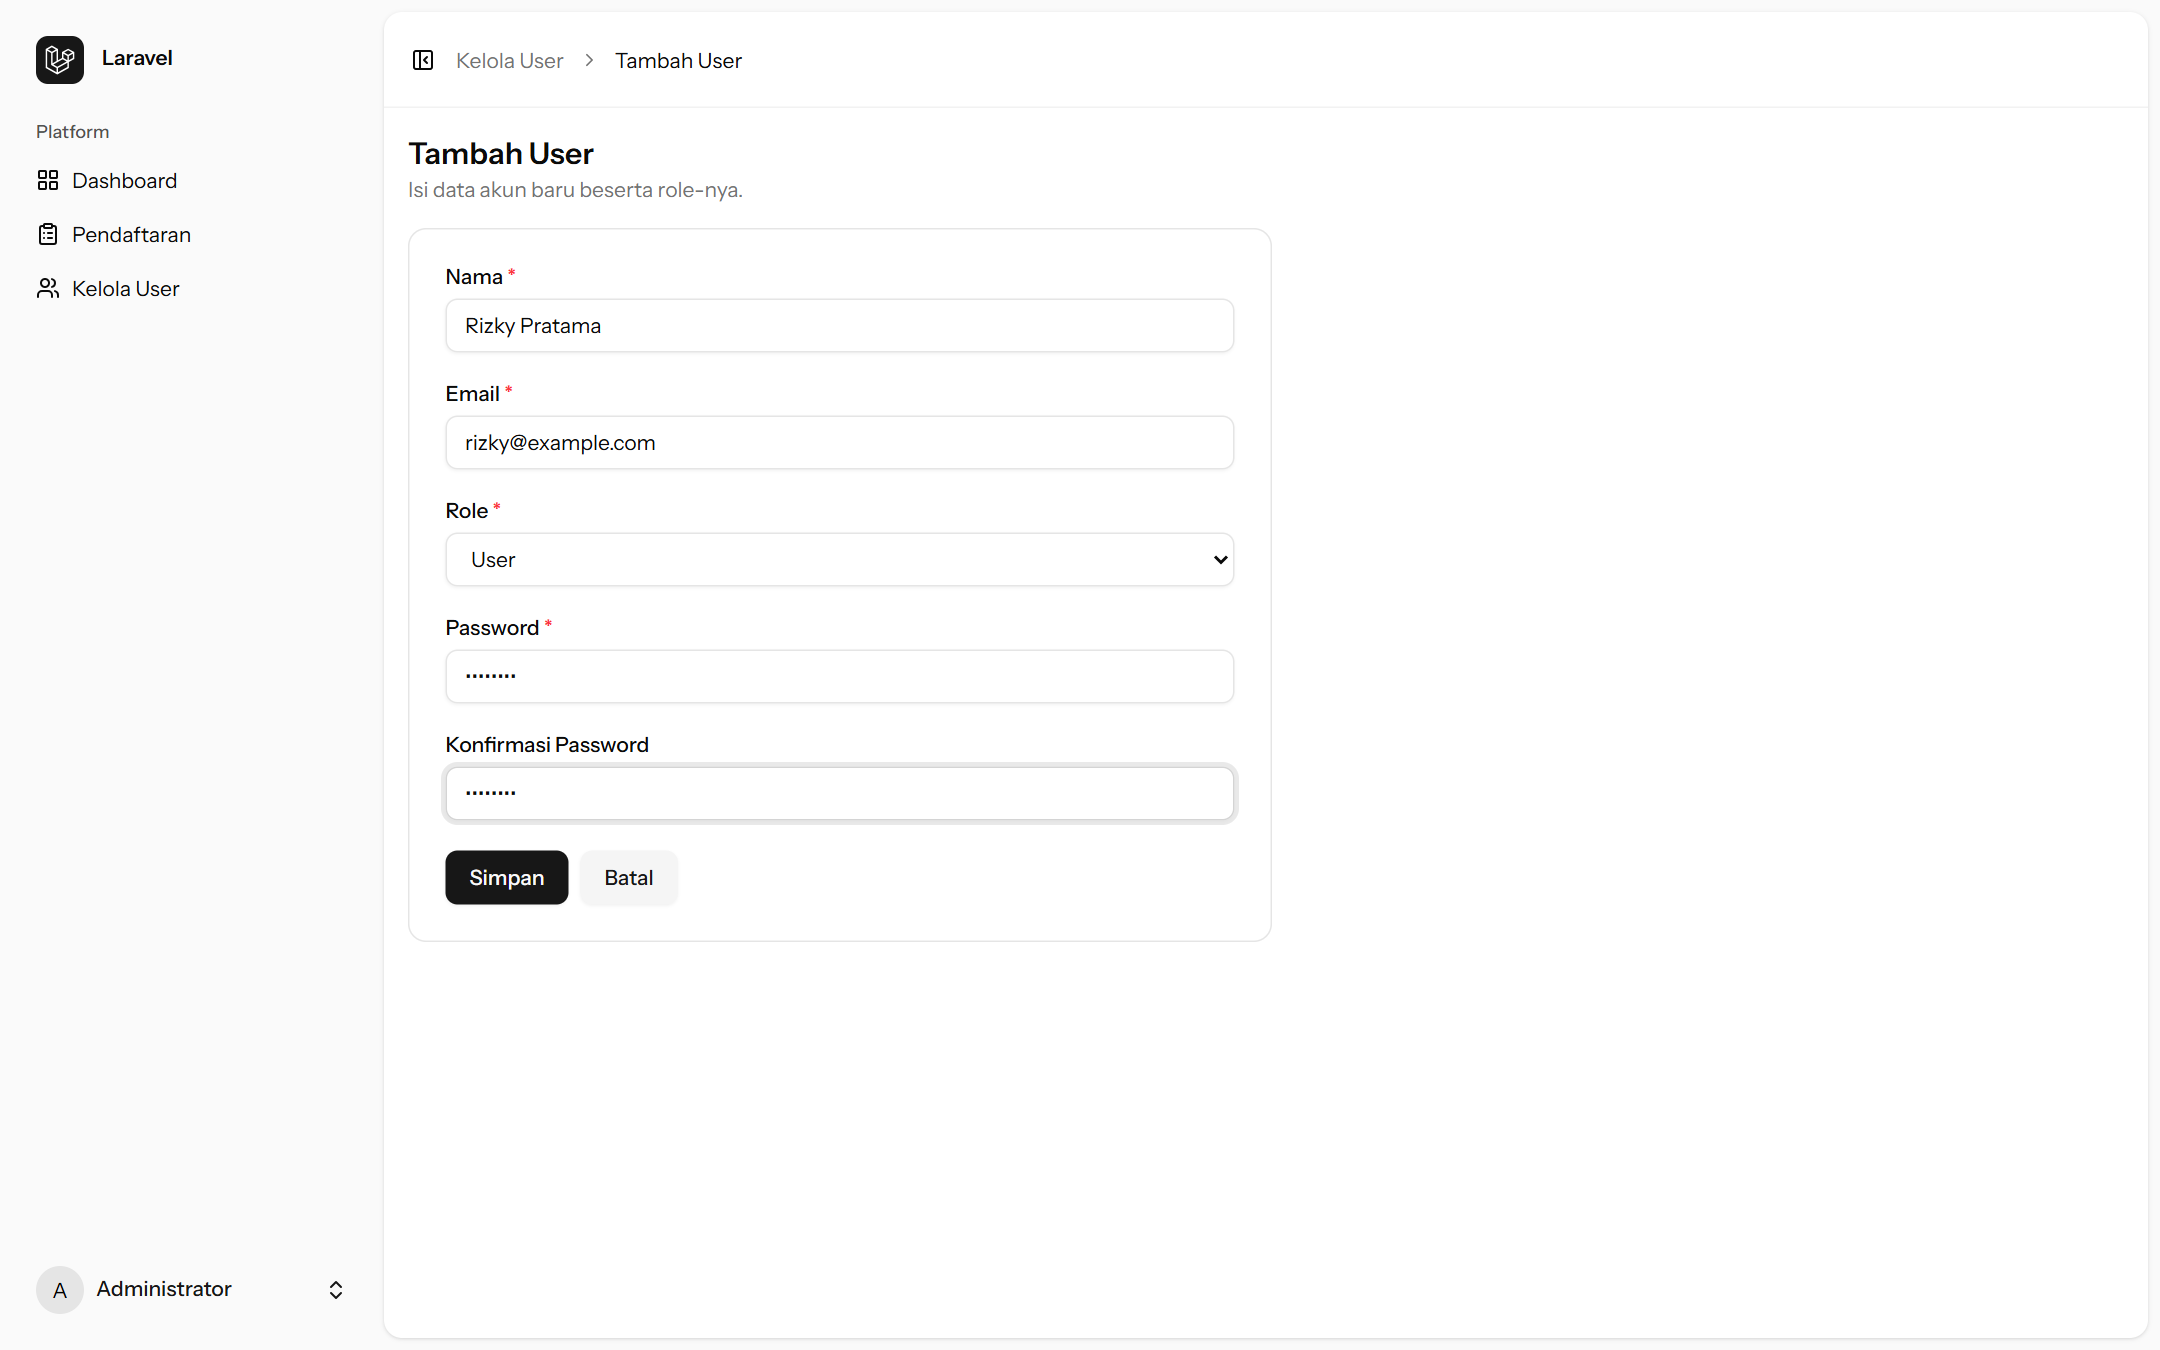 Laravel
Platform
Dashboard
Pendaftaran
Kelola User
Administrator
A
Kelola User > Tambah User
Tambah User
Isi data akun baru beserta role-nya.
Nama *
Rizky Pratama
Email *
rizky@example.com
Role *
User
Password *
••••••••
Konfirmasi Password
••••••••
Simpan
Batal